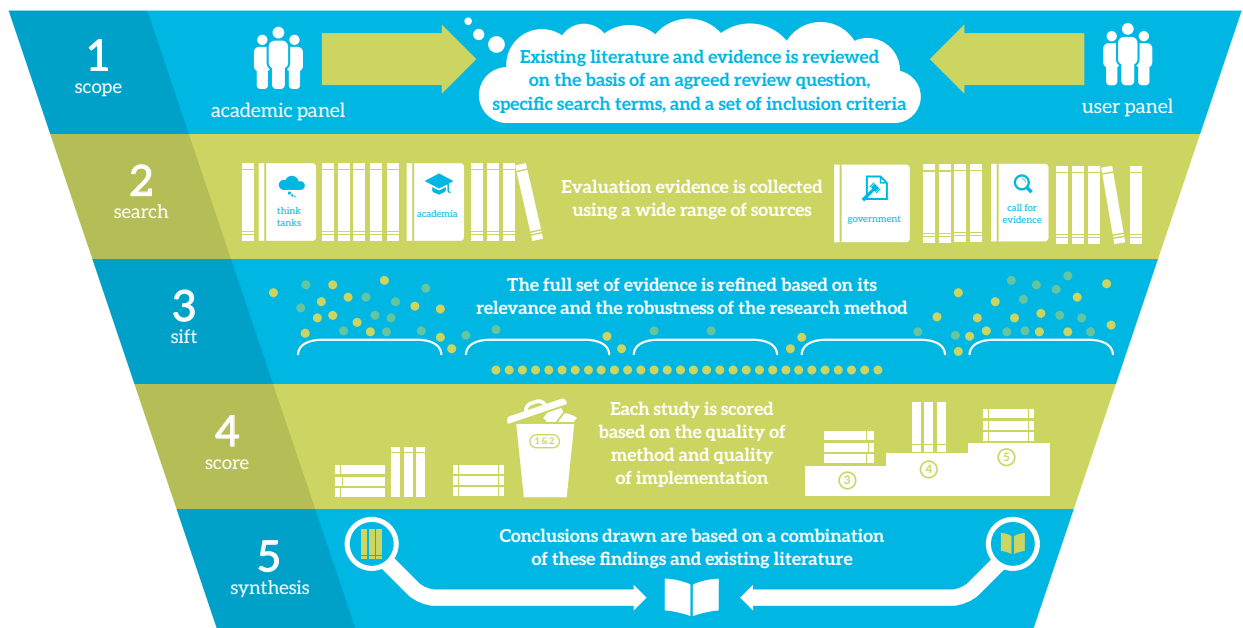 1
scope
academic panel
Existing literature and evidence is reviewed
on the basis of an agreed review question,
specific search terms, and a set of inclusion criteria
user panel
2
search
think
tanks
academia
Evaluation evidence is collected
using a wide range of sources
government
call for
evidence
3
sift
The full set of evidence is refined based on its
relevance and the robustness of the research method
4
score
1&2
Each study is scored
based on the quality of
method and quality
of implementation
3
4
5
5
synthesis
Conclusions drawn are based on a combination
of these findings and existing literature